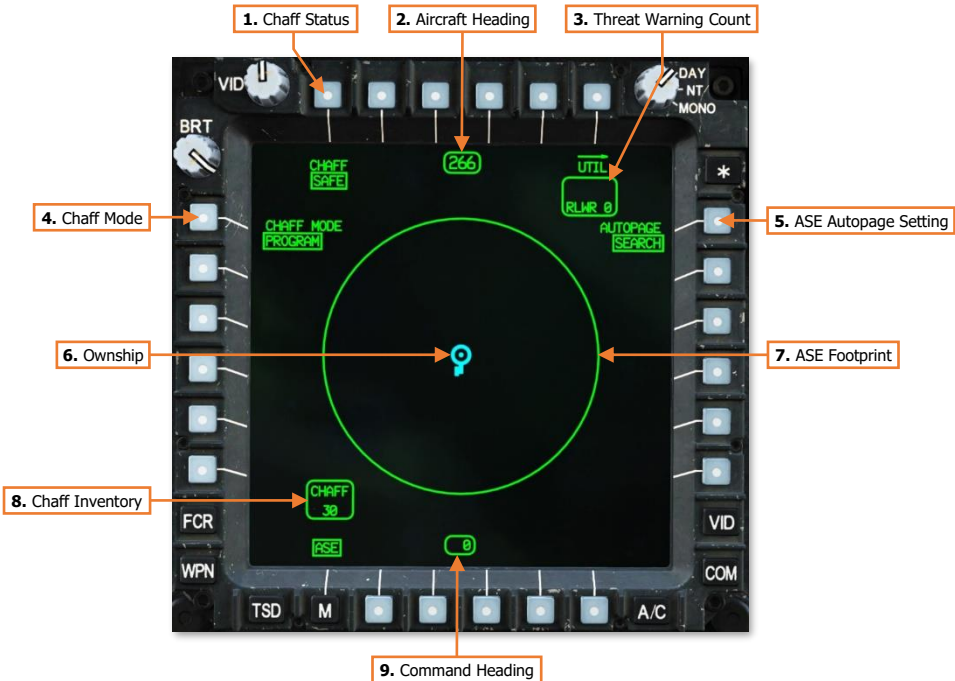 1. Chaff Status
2. Aircraft Heading
3. Threat Warning Count
VID
DAY
NT
MONO
BRT
CHAFF
SAFE
266
UTIL
RLWR 0
*
4. Chaff Mode
CHAFF MODE
PROGRAM
AUTOPAGE
SEARCH
5. ASE Autopage Setting
6. Ownship
7. ASE Footprint
8. Chaff Inventory
CHAFF
30
FCR
VID
ASE
0
WPN
COM
TSD
M
A/C
9. Command Heading